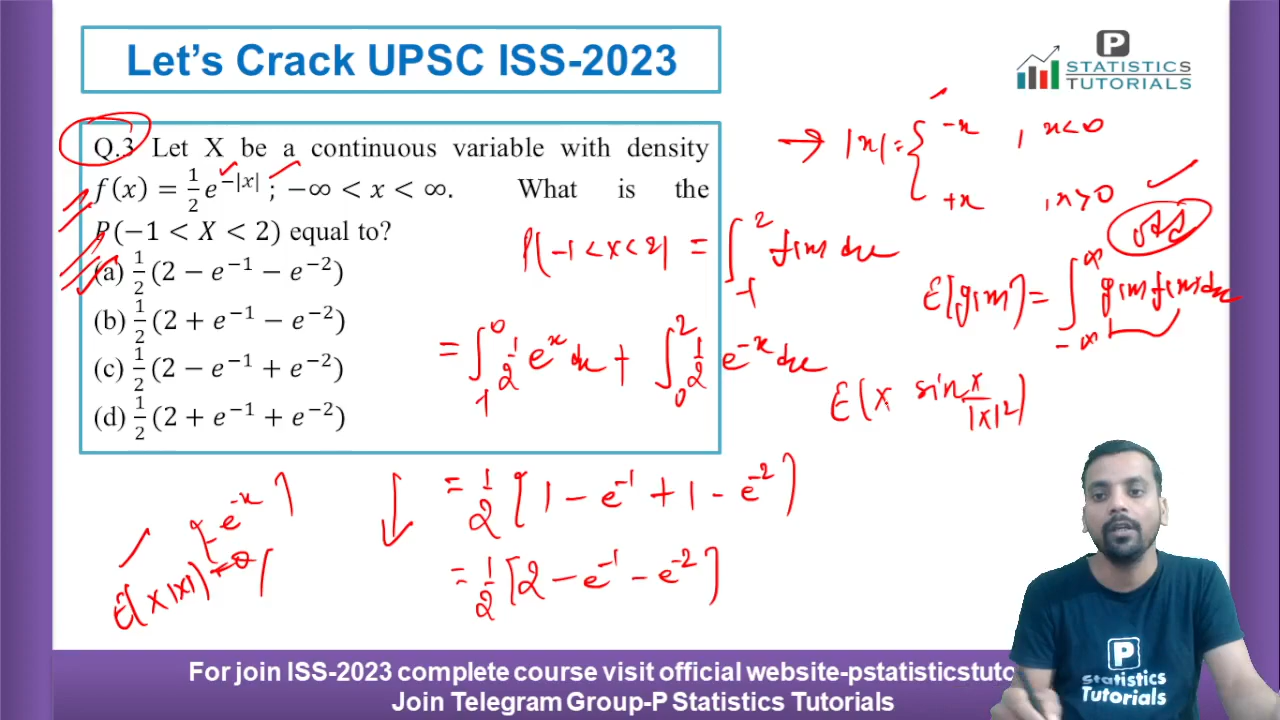 Let's Crack UPSC ISS-2023
P
STATISTICS
TUTORIALS
Q.3 Let X be a continuous variable with density
f(x) = 1/2 e^{-|x|} ; -∞ < x < ∞. What is the
P(-1 < X < 2) equal to?
(a) 1/2 (2 - e^{-1} - e^{-2})
(b) 1/2 (2 + e^{-1} - e^{-2})
(c) 1/2 (2 - e^{-1} + e^{-2})
(d) 1/2 (2 + e^{-1} + e^{-2})
|x| = { -x , x<0
+x , x>0
odd
P(-1<x<2) = ∫_{-1}^{2} f(x) dx
E(g(x)) = ∫_{-∞}^{∞} g(x) f(x) dx
= ∫_{-1}^{0} 1/2 e^x dx + ∫_{0}^{2} 1/2 e^{-x} dx
E(x sin x/|x|²)
= 1/2 [1 - e^{-1} + 1 - e^{-2}]
= 1/2 [2 - e^{-1} - e^{-2}]
[-e^{-x}]
E(x|x|) = 0
P
Statistics
Tutorials
For join ISS-2023 complete course visit official website-pstatisticstuto
Join Telegram Group-P Statistics Tutorials